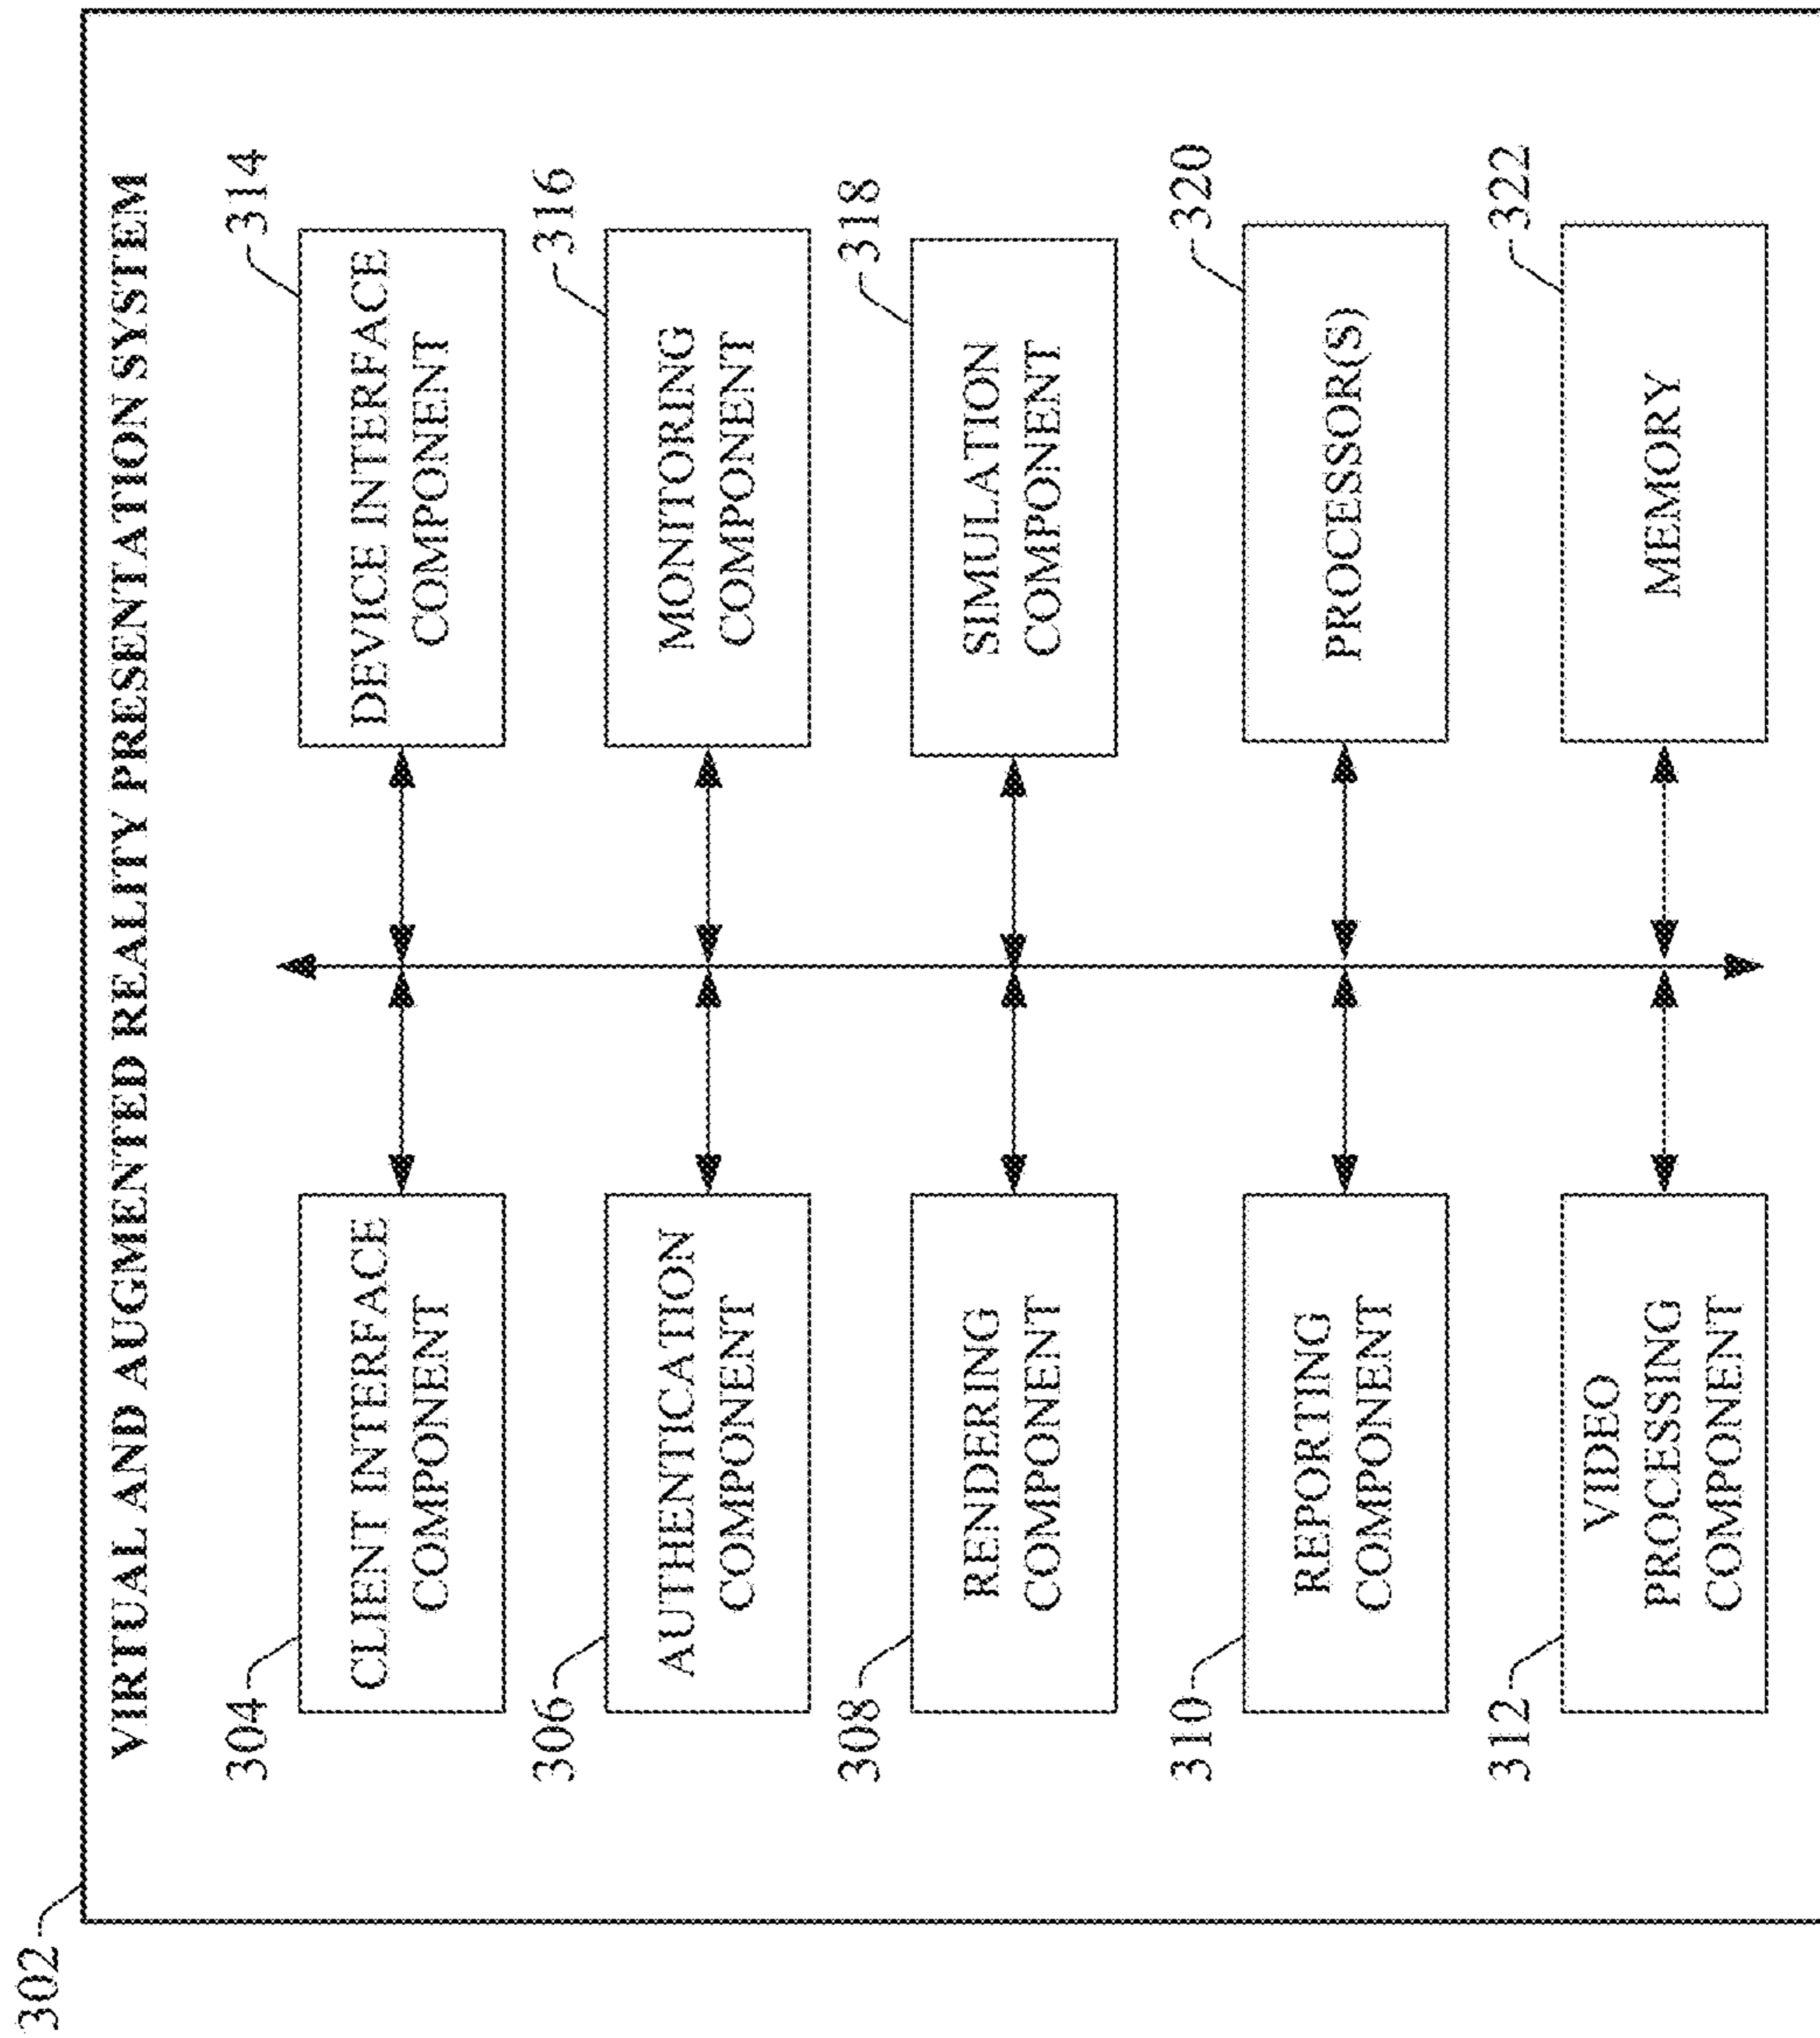 302
VIRTUAL AND AUGMENTED REALITY PRESENTATION SYSTEM
304
CLIENT INTERFACE
COMPONENT
314
DEVICE INTERFACE
COMPONENT
306
AUTHENTICATION
COMPONENT
316
MONITORING
COMPONENT
308
RENDERING
COMPONENT
318
SIMULATION
COMPONENT
310
REPORTING
COMPONENT
320
PROCESSOR(S)
312
VIDEO
PROCESSING
COMPONENT
322
MEMORY